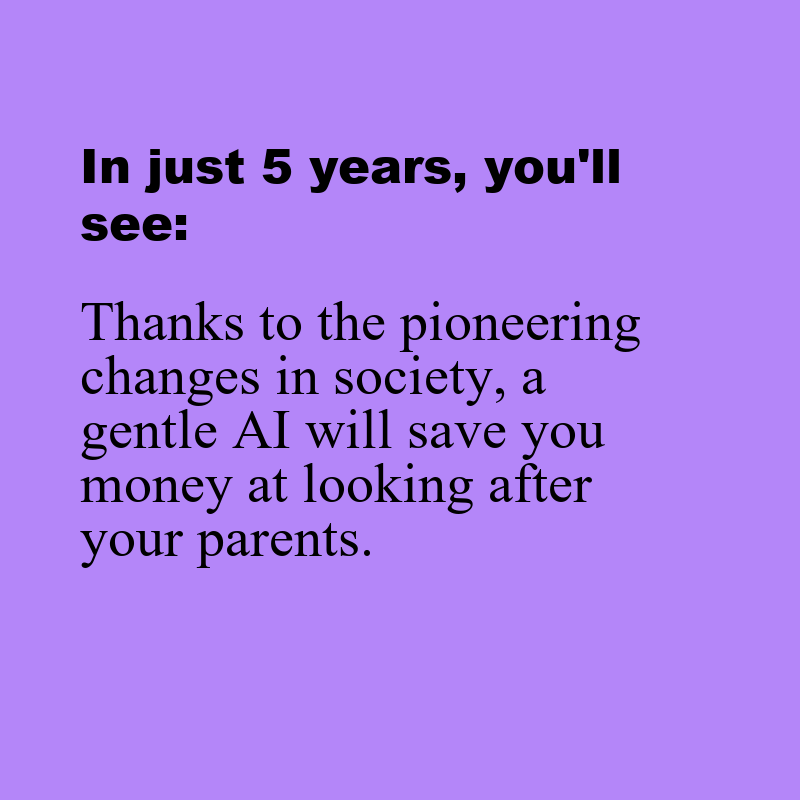 In just 5 years, you'll
see:
Thanks to the pioneering
changes in society, a
gentle AI will save you
money at looking after
your parents.